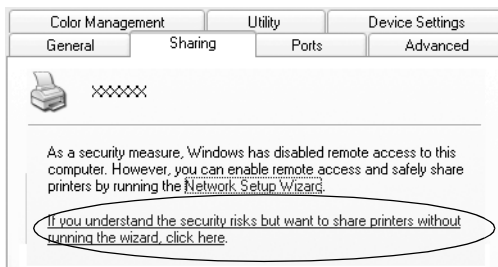 Color Management
Utility
Device Settings
General
Sharing
Ports
Advanced
XXXXXX
As a security measure, Windows has disabled remote access to this
computer. However, you can enable remote access and safely share
printers by running the Network Setup Wizard.
If you understand the security risks but want to share printers without
running the wizard, click here.